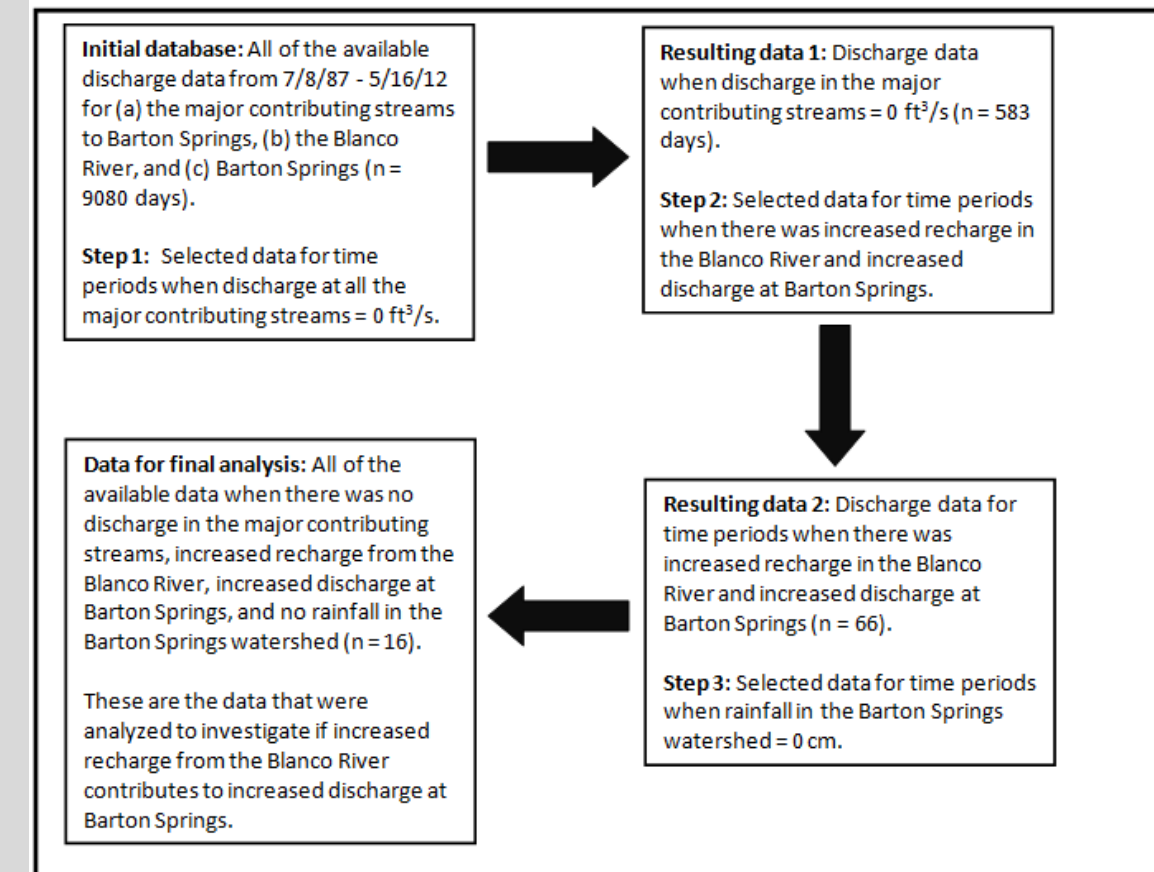 Initial database: All of the available
discharge data from 7/8/87 - 5/16/12
for (a) the major contributing streams
to Barton Springs, (b) the Blanco
River, and (c) Barton Springs (n =
9080 days).
Step 1: Selected data for time
periods when discharge at all the
major contributing streams = 0 ft³/s.
Resulting data 1: Discharge data
when discharge in the major
contributing streams = 0 ft³/s (n = 583
days).
Step 2: Selected data for time periods
when there was increased recharge in
the Blanco River and increased
discharge at Barton Springs.
Resulting data 2: Discharge data for
time periods when there was
increased recharge in the Blanco
River and increased discharge at
Barton Springs (n = 66).
Step 3: Selected data for time periods
when rainfall in the Barton Springs
watershed = 0 cm.
Data for final analysis: All of the
available data when there was no
discharge in the major contributing
streams, increased recharge from the
Blanco River, increased discharge at
Barton Springs, and no rainfall in the
Barton Springs watershed (n = 16).
These are the data that were
analyzed to investigate if increased
recharge from the Blanco River
contributes to increased discharge at
Barton Springs.